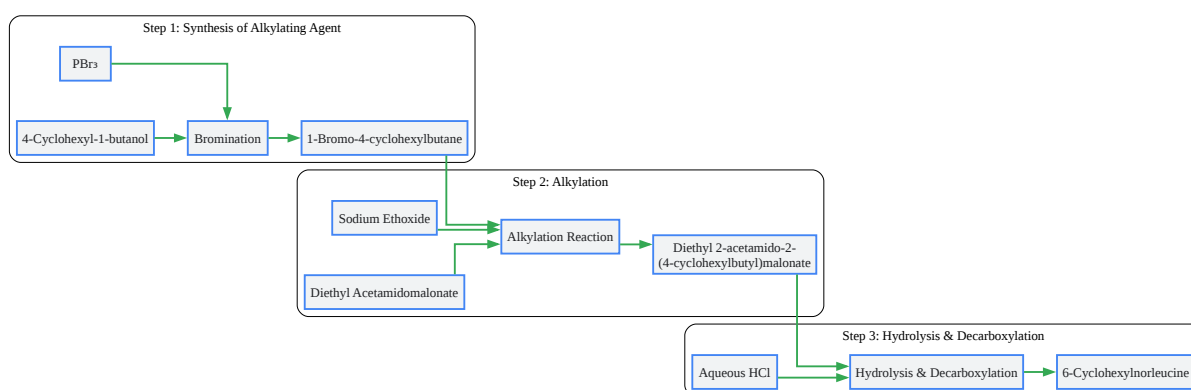 Step 1: Synthesis of Alkylating Agent
PBr₃
4-Cyclohexyl-1-butanol
Bromination
1-Bromo-4-cyclohexylbutane
Step 2: Alkylation
Sodium Ethoxide
Alkylation Reaction
Diethyl 2-acetamido-2-
(4-cyclohexylbutyl)malonate
Diethyl Acetamidomalonate
Step 3: Hydrolysis & Decarboxylation
Aqueous HCl
Hydrolysis & Decarboxylation
6-Cyclohexylnorleucine